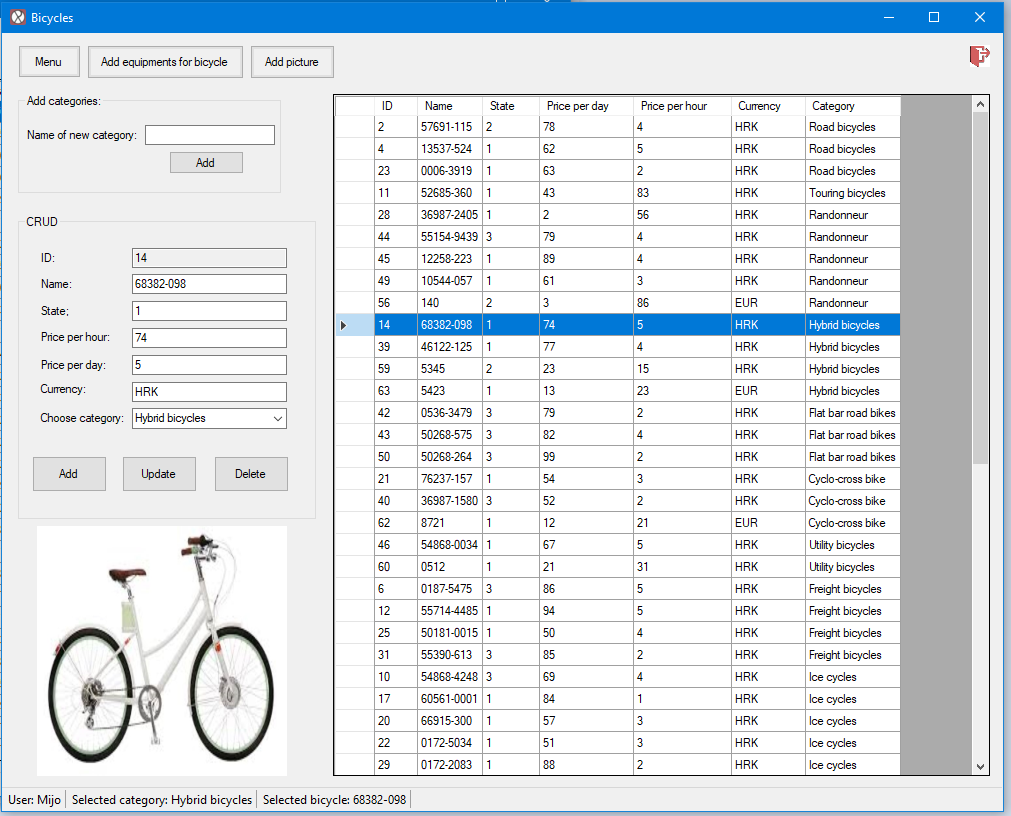 Bicycles
Menu Add equipments for bicycle Add picture
Add categories:
Name of new category:
Add
CRUD
ID: 14
Name: 68382-098
State; 1
Price per hour: 74
Price per day: 5
Currency: HRK
Choose category: Hybrid bicycles
Add Update Delete
ID Name State Price per day Price per hour Currency Category
2 57691-115 2 78 4 HRK Road bicycles
4 13537-524 1 62 5 HRK Road bicycles
23 0006-3919 1 63 2 HRK Road bicycles
11 52685-360 1 43 83 HRK Touring bicycles
28 36987-2405 1 2 56 HRK Randonneur
44 55154-9439 3 79 4 HRK Randonneur
45 12258-223 1 89 4 HRK Randonneur
49 10544-057 1 61 3 HRK Randonneur
56 140 2 3 86 EUR Randonneur
14 68382-098 1 74 5 HRK Hybrid bicycles
39 46122-125 1 77 4 HRK Hybrid bicycles
59 5345 2 23 15 HRK Hybrid bicycles
63 5423 1 13 23 EUR Hybrid bicycles
42 0536-3479 3 79 2 HRK Flat bar road bikes
43 50268-575 3 82 4 HRK Flat bar road bikes
50 50268-264 3 99 2 HRK Flat bar road bikes
21 76237-157 1 54 3 HRK Cyclo-cross bike
40 36987-1580 3 52 2 HRK Cyclo-cross bike
62 8721 1 12 21 EUR Cyclo-cross bike
46 54868-0034 1 67 5 HRK Utility bicycles
60 0512 1 21 31 HRK Utility bicycles
6 0187-5475 3 86 5 HRK Freight bicycles
12 55714-4485 1 94 5 HRK Freight bicycles
25 50181-0015 1 50 4 HRK Freight bicycles
31 55390-613 3 85 2 HRK Freight bicycles
10 54868-4248 3 69 4 HRK Ice cycles
17 60561-0001 1 84 1 HRK Ice cycles
20 66915-300 1 57 3 HRK Ice cycles
22 0172-5034 1 51 3 HRK Ice cycles
29 0172-2083 1 88 2 HRK Ice cycles
User: Mijo Selected category: Hybrid bicycles Selected bicycle: 68382-098